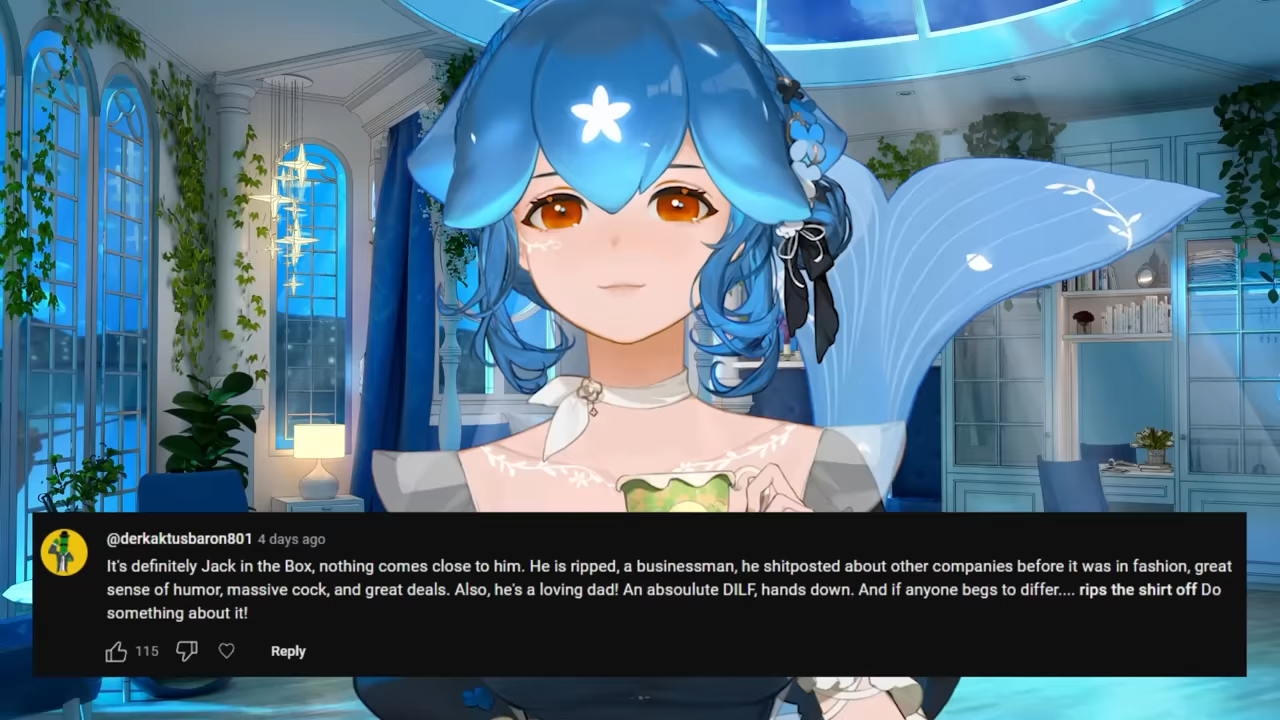 @derkaktusbaron801 4 days ago
It's definitely Jack in the Box, nothing comes close to him. He is ripped, a businessman, he shitposted about other companies before it was in fashion, great
sense of humor, massive cock, and great deals. Also, he's a loving dad! An absoulute DILF, hands down. And if anyone begs to differ.... rips the shirt off Do
something about it!
115 Reply